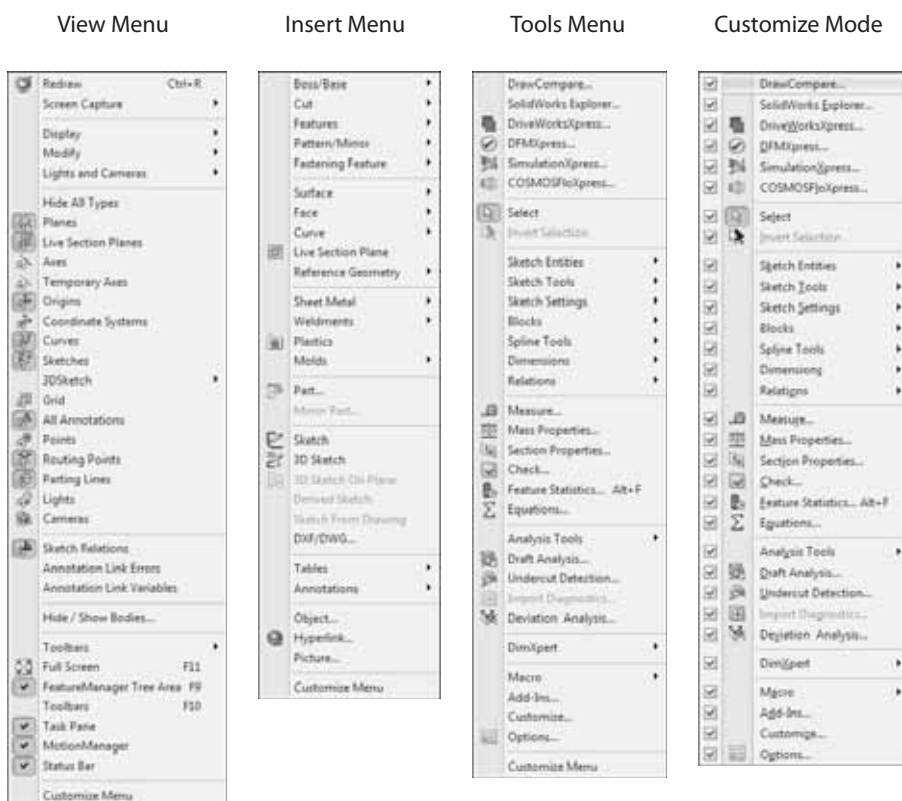 View Menu
Insert Menu
Tools Menu
Customize Mode
Redraw Ctrl+R
Screen Capture
Display
Modify
Lights and Cameras
Hide All Types
Planes
Live Section Planes
Axes
Temporary Axes
Origins
Coordinate Systems
Curves
Sketches
3DSketch
Grid
All Annotations
Points
Routing Points
Parting Lines
Lights
Cameras
Sketch Relations
Annotation Link Errors
Annotation Link Variables
Hide / Show Bodies...
Toolbars
Full Screen F11
FeatureManager Tree Area F9
Toolbars F10
Task Pane
MotionManager
Status Bar
Customize Menu
Boss/Base
Cut
Features
Pattern/Mirror
Fastening Feature
Surface
Face
Curve
Live Section Plane
Reference Geometry
Sheet Metal
Weldments
Plastics
Molds
Part...
Mirror Part...
Sketch
3D Sketch
3D Sketch On Plane
Derived Sketch
Sketch From Drawing
DXF/DWG...
Tables
Annotations
Object...
Hyperlink...
Picture...
Customize Menu
DrawCompare...
SolidWorks Explorer...
DriveWorksXpress...
DFMXpress...
SimulationXpress...
COSMOSFloXpress...
Select
Invert Selection
Sketch Entities
Sketch Tools
Sketch Settings
Blocks
Spline Tools
Dimensions
Relations
Measure...
Mass Properties...
Section Properties...
Check...
Feature Statistics... Alt+F
Equations...
Analysis Tools
Draft Analysis...
Undercut Detection...
Import Diagnostics...
Deviation Analysis...
DimXpert
Macro
Add-Ins...
Customize...
Options...
Customize Menu
DrawCompare...
SolidWorks Explorer...
DriveWorksXpress...
DFMXpress...
SimulationXpress...
COSMOSFloXpress...
Select
Invert Selection
Sketch Entities
Sketch Tools
Sketch Settings
Blocks
Spline Tools
Dimensions
Relations
Measure...
Mass Properties...
Section Properties...
Check...
Feature Statistics... Alt+F
Equations...
Analysis Tools
Draft Analysis...
Undercut Detection...
Import Diagnostics...
Deviation Analysis...
DimXpert
Macro
Add-Ins...
Customize...
Options...